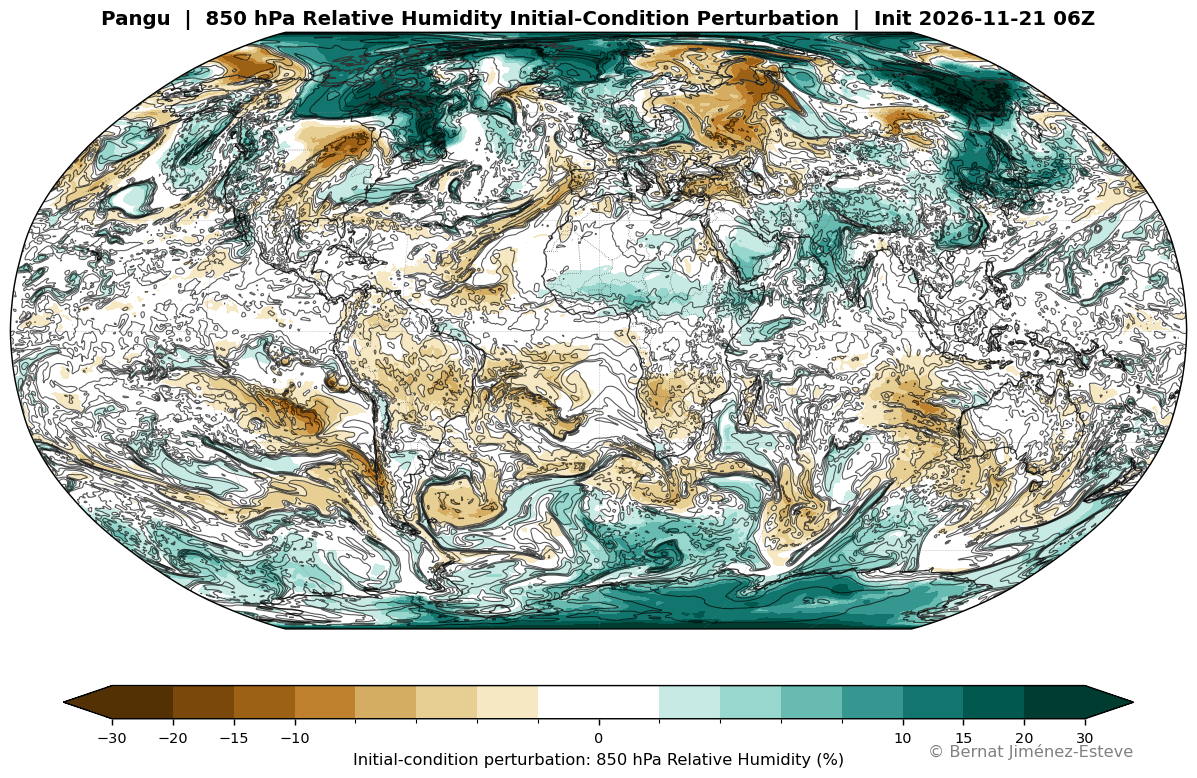 Pangu | 850 hPa Relative Humidity Initial-Condition Perturbation | Init 2026-11-21 06Z
−30 −20 −15 −10 0 10 15 20 30
Initial-condition perturbation: 850 hPa Relative Humidity (%)
© Bernat Jiménez-Esteve